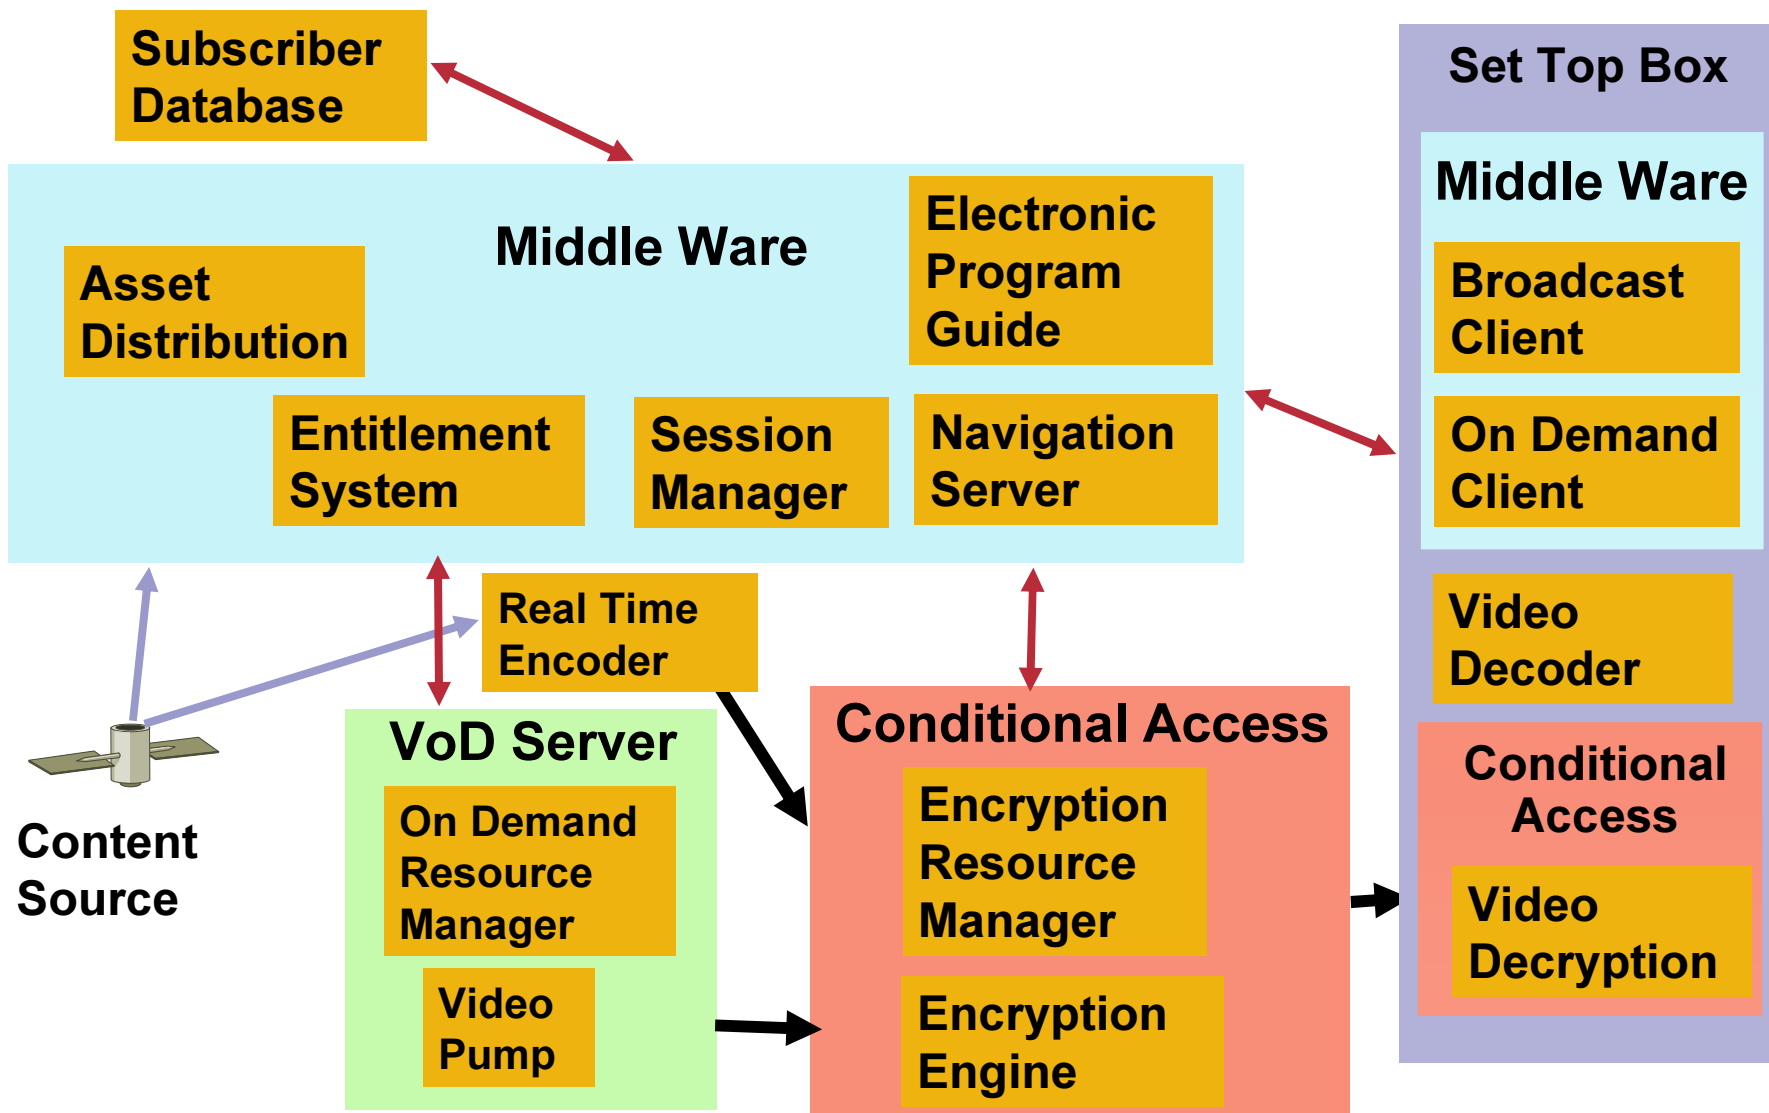 Subscriber
Database
Middle Ware
Asset
Distribution
Electronic
Program
Guide
Entitlement
System
Session
Manager
Navigation
Server
Real Time
Encoder
Content
Source
VoD Server
On Demand
Resource
Manager
Video
Pump
Conditional Access
Encryption
Resource
Manager
Encryption
Engine
Set Top Box
Middle Ware
Broadcast
Client
On Demand
Client
Video
Decoder
Conditional
Access
Video
Decryption